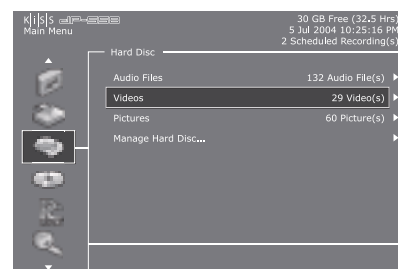 KiSS DP-558
30 GB Free (32.5 Hrs)
Main Menu
5 Jul 2004 10:25:16 PM
2 Scheduled Recording(s)
Hard Disc
Audio Files 132 Audio File(s)
Videos 29 Video(s)
Pictures 60 Picture(s)
Manage Hard Disc...